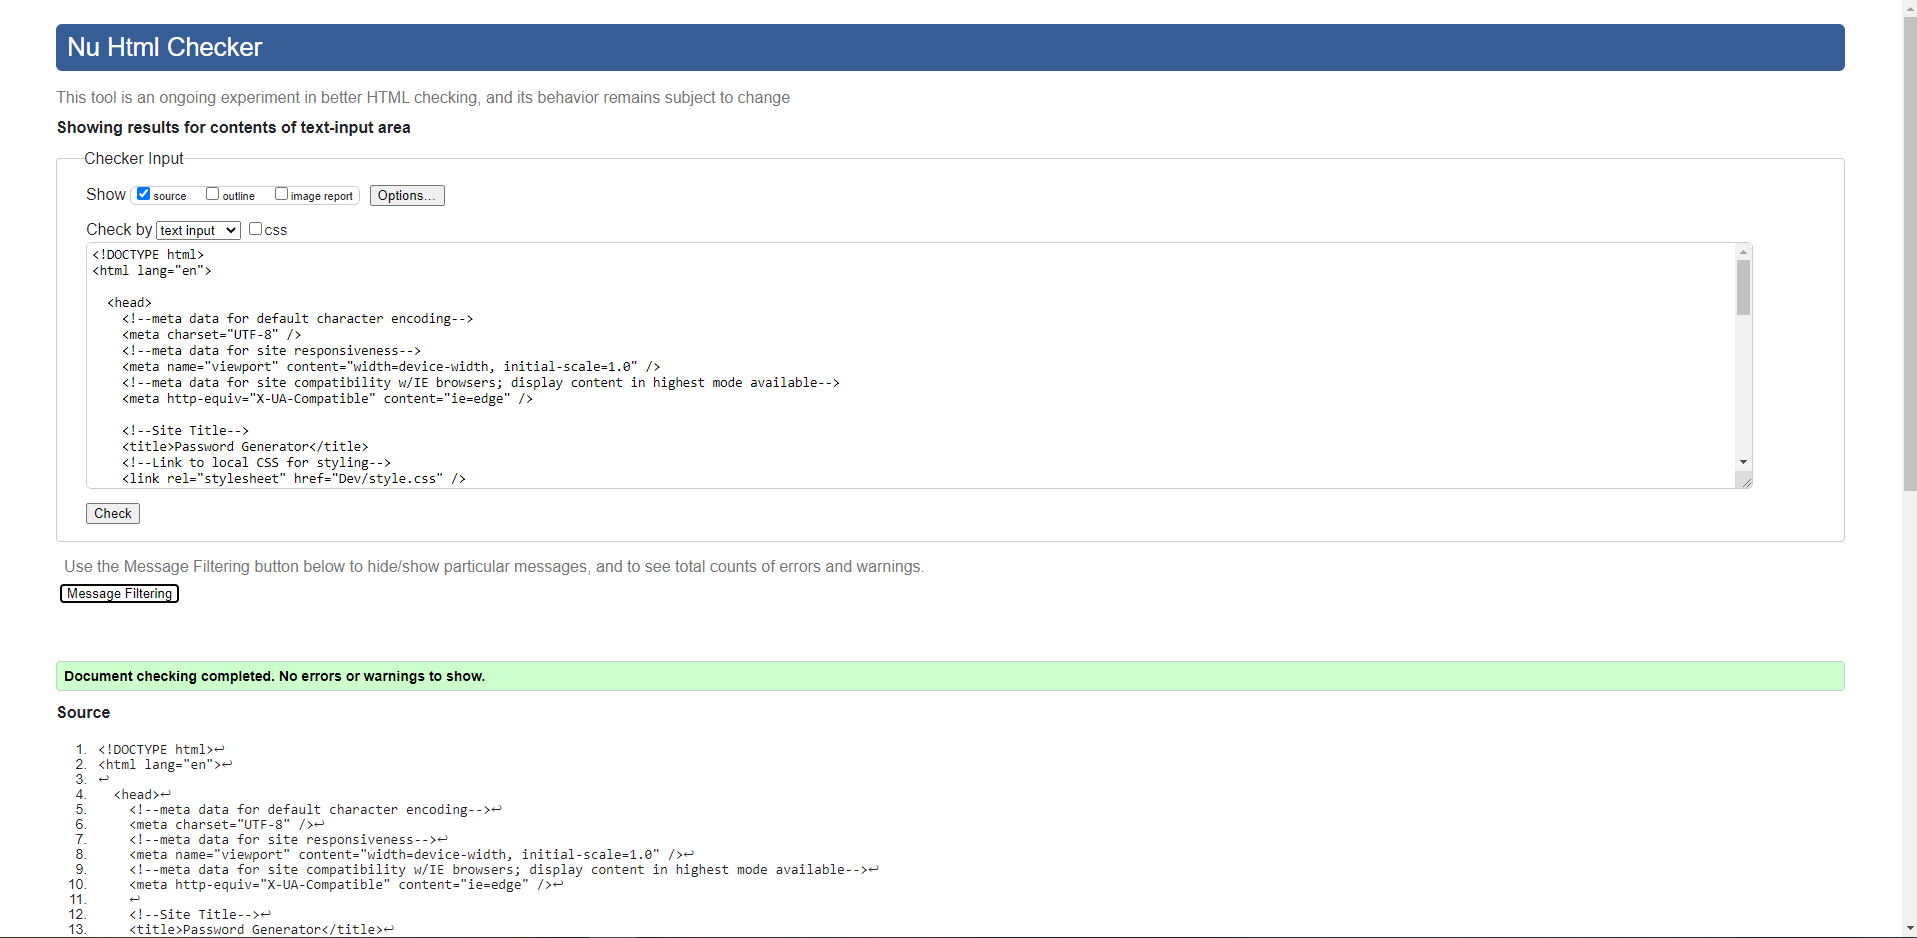 Nu Html Checker
This tool is an ongoing experiment in better HTML checking, and its behavior remains subject to change
Showing results for contents of text-input area
Checker Input
Show source outline image report Options...
Check by text input css
<!DOCTYPE html>
<html lang="en">
<head>
<!--meta data for default character encoding-->
<meta charset="UTF-8" />
<!--meta data for site responsiveness-->
<meta name="viewport" content="width=device-width, initial-scale=1.0" />
<!--meta data for site compatibility w/IE browsers; display content in highest mode available-->
<meta http-equiv="X-UA-Compatible" content="ie=edge" />
<!--Site Title-->
<title>Password Generator</title>
<!--Link to local CSS for styling-->
<link rel="stylesheet" href="Dev/style.css" />
Check
Use the Message Filtering button below to hide/show particular messages, and to see total counts of errors and warnings.
Message Filtering
Document checking completed. No errors or warnings to show.
Source
1. <!DOCTYPE html>↩
2. <html lang="en">↩
3. ↩
4. <head>↩
5. <!--meta data for default character encoding-->↩
6. <meta charset="UTF-8" />↩
7. <!--meta data for site responsiveness-->↩
8. <meta name="viewport" content="width=device-width, initial-scale=1.0" />↩
9. <!--meta data for site compatibility w/IE browsers; display content in highest mode available-->↩
10. <meta http-equiv="X-UA-Compatible" content="ie=edge" />↩
11. ↩
12. <!--Site Title-->↩
13. <title>Password Generator</title>↩